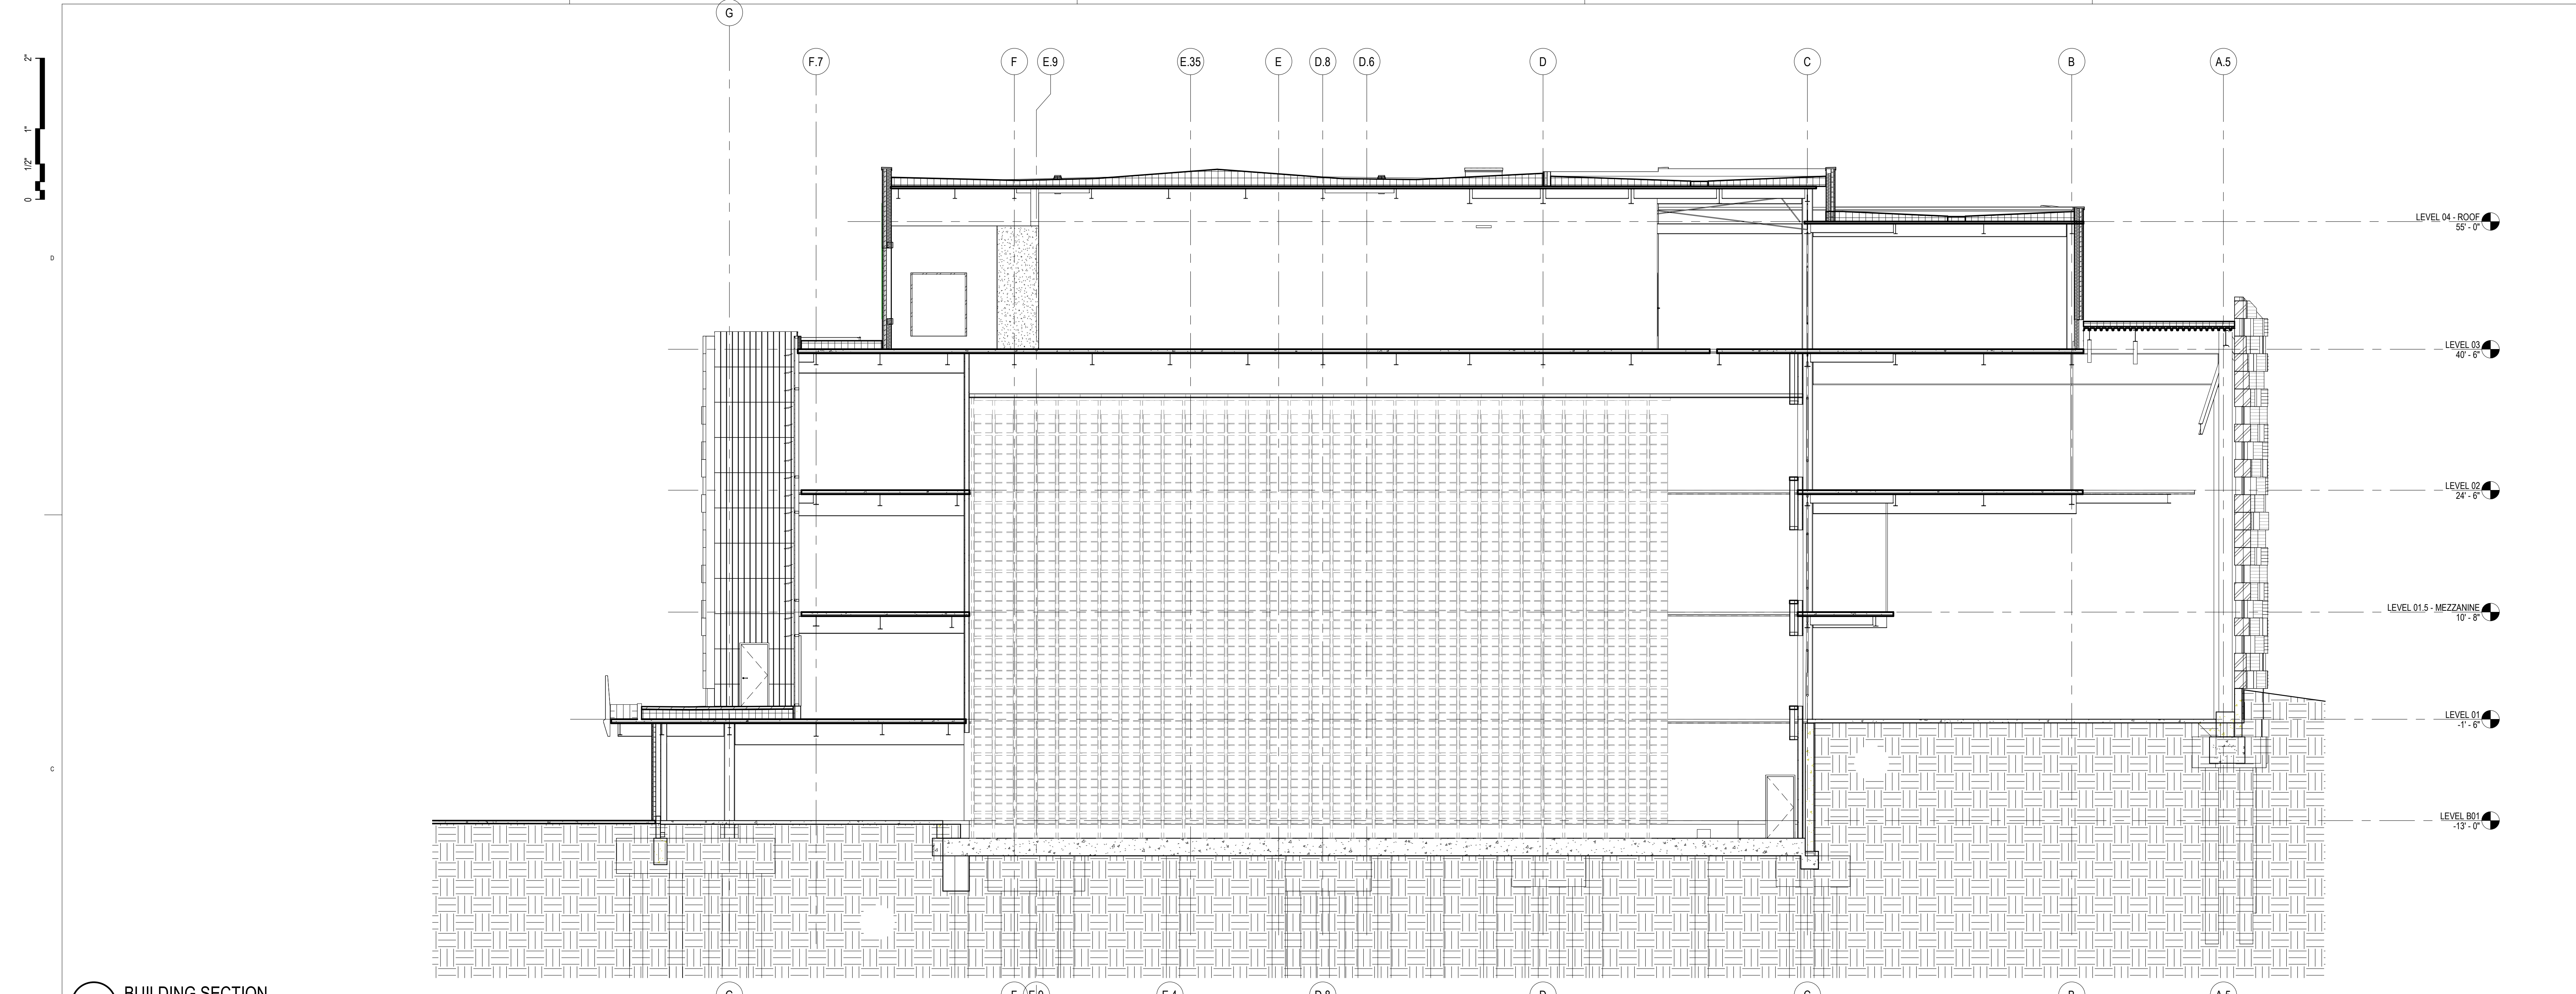 G
F.7
F
E.9
E.35
E
D.8
D.6
D
C
B
A.5
2"
1"
1/2"
0
D
LEVEL 04 - ROOF
55' - 0"
LEVEL 03
40' - 6"
LEVEL 02
24' - 6"
LEVEL 01.5 - MEZZANINE
10' - 8"
LEVEL 01
-1' - 6"
C
LEVEL B01
-13' - 0"
BUILDING SECTION